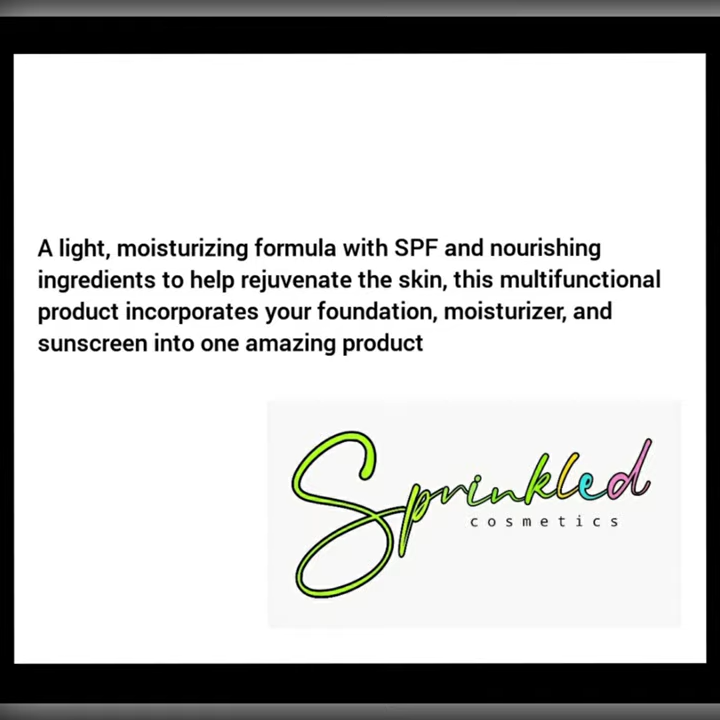 A light, moisturizing formula with SPF and nourishing
ingredients to help rejuvenate the skin, this multifunctional
product incorporates your foundation, moisturizer, and
sunscreen into one amazing product
Sprinkled
cosmetics